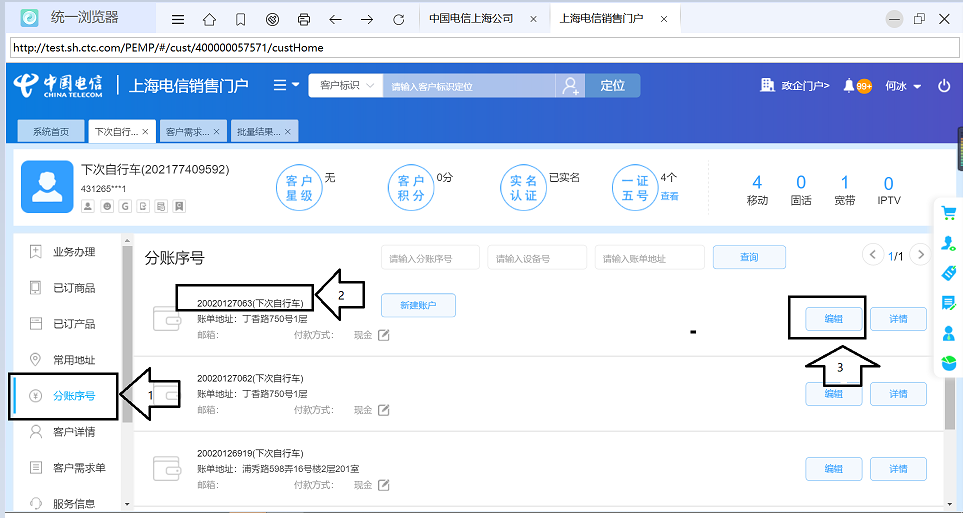 统一浏览器
中国电信上海公司 ×
上海电信销售门户 ×
http://test.sh.ctc.com/PEMP/#/cust/400000057571/custHome
中国电信 CHINA TELECOM 上海电信销售门户
客户标识 请输入客户标识定位 定位
政企门户> 99+ 何冰
系统首页 下次自行... × 客户需求... × 批量结果... ×
下次自行车(202177409592)
431265***1
客户星级 无
客户积分 0分
实名认证 已实名
一证五号 4个 查看
4 移动
0 固话
1 宽带
0 IPTV
业务办理
已订商品
已订产品
常用地址
分账序号
客户详情
客户需求单
服务信息
分账序号 请输入分账序号 请输入设备号 请输入账单地址 查询 1/1
20020127063(下次自行车) 新建账户
账单地址：丁香路750号1层 编辑 详情
邮箱： 付款方式： 现金
20020127062(下次自行车)
账单地址：丁香路750号1层 编辑 详情
邮箱： 付款方式： 现金
20020126919(下次自行车)
账单地址：浦秀路598弄16号楼2层201室 编辑 详情
邮箱： 付款方式： 现金
1
2
3